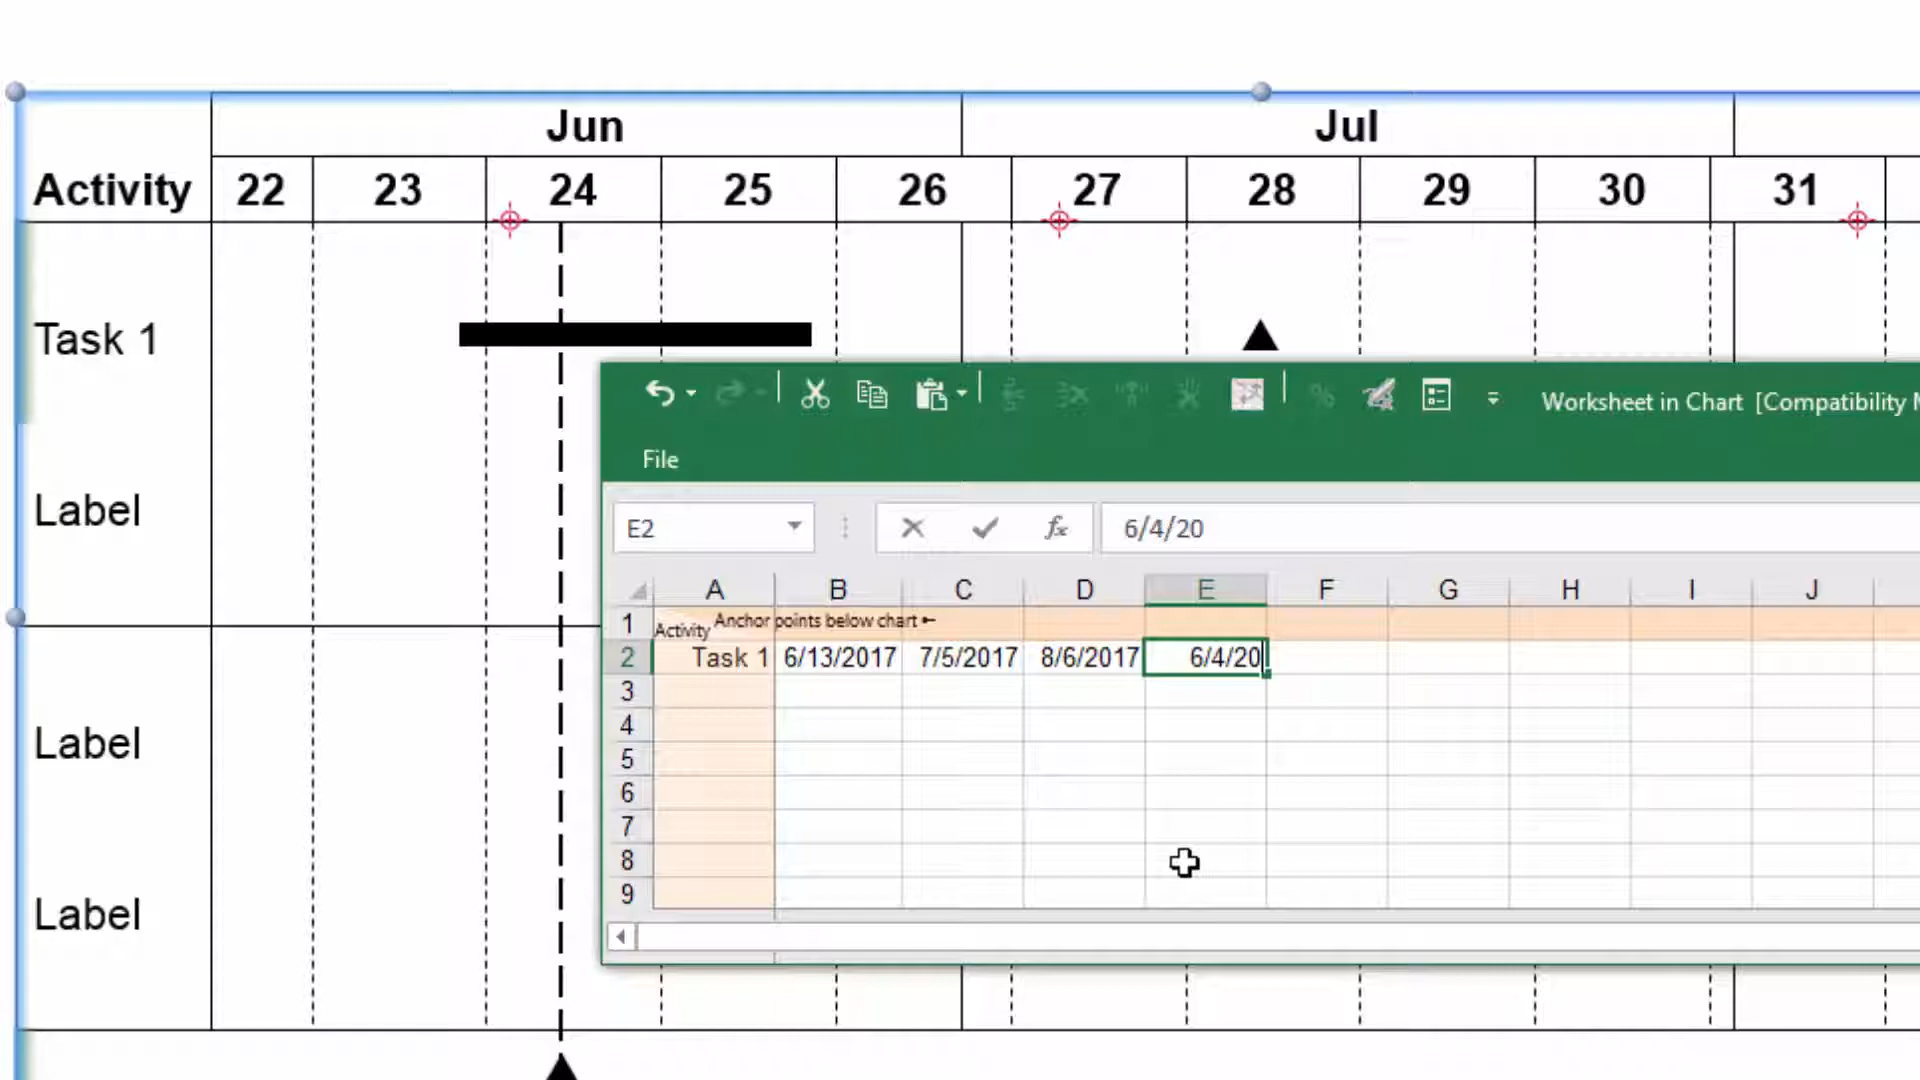 Jun Jul
Activity 22 23 24 25 26 27 28 29 30 31
Task 1
Label
Label
Label
Worksheet in Chart [Compatibility
File
E2 fx 6/4/20
A B C D E F G H I J
1 Activity Anchor points below chart
2 Task 1 6/13/2017 7/5/2017 8/6/2017 6/4/20
3
4
5
6
7
8
9